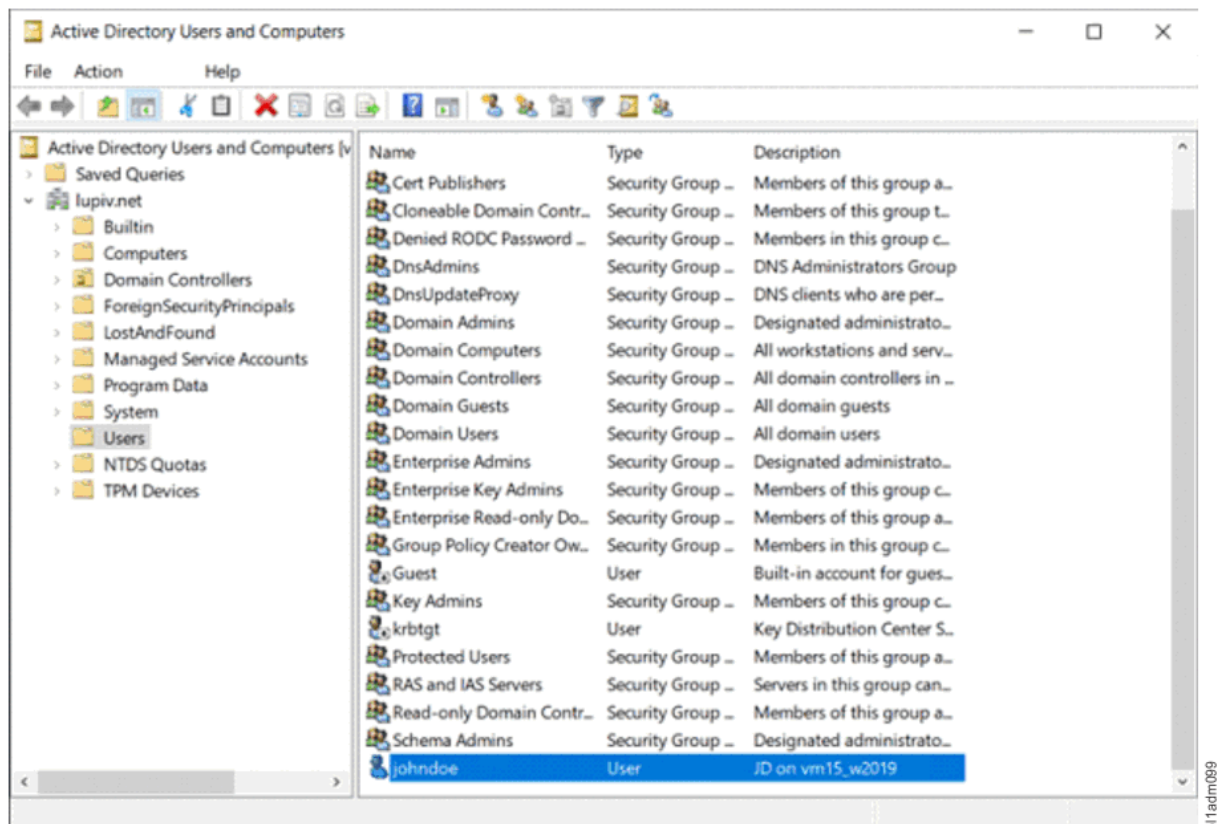 Active Directory Users and Computers
File Action Help
Active Directory Users and Computers [v
Saved Queries
lupiv.net
Builtin
Computers
Domain Controllers
ForeignSecurityPrincipals
LostAndFound
Managed Service Accounts
Program Data
System
Users
NTDS Quotas
TPM Devices
Name Type Description
Cert Publishers Security Group ... Members of this group a...
Cloneable Domain Contr... Security Group ... Members of this group t...
Denied RODC Password ... Security Group ... Members in this group c...
DnsAdmins Security Group ... DNS Administrators Group
DnsUpdateProxy Security Group ... DNS clients who are per...
Domain Admins Security Group ... Designated administrato...
Domain Computers Security Group ... All workstations and serv...
Domain Controllers Security Group ... All domain controllers in ...
Domain Guests Security Group ... All domain guests
Domain Users Security Group ... All domain users
Enterprise Admins Security Group ... Designated administrato...
Enterprise Key Admins Security Group ... Members of this group c...
Enterprise Read-only Do... Security Group ... Members of this group a...
Group Policy Creator Ow... Security Group ... Members in this group c...
Guest User Built-in account for gues...
Key Admins Security Group ... Members of this group c...
krbtgt User Key Distribution Center S...
Protected Users Security Group ... Members of this group a...
RAS and IAS Servers Security Group ... Servers in this group can...
Read-only Domain Contr... Security Group ... Members of this group a...
Schema Admins Security Group ... Designated administrato...
johndoe User JD on vm15_w2019
l1adm099